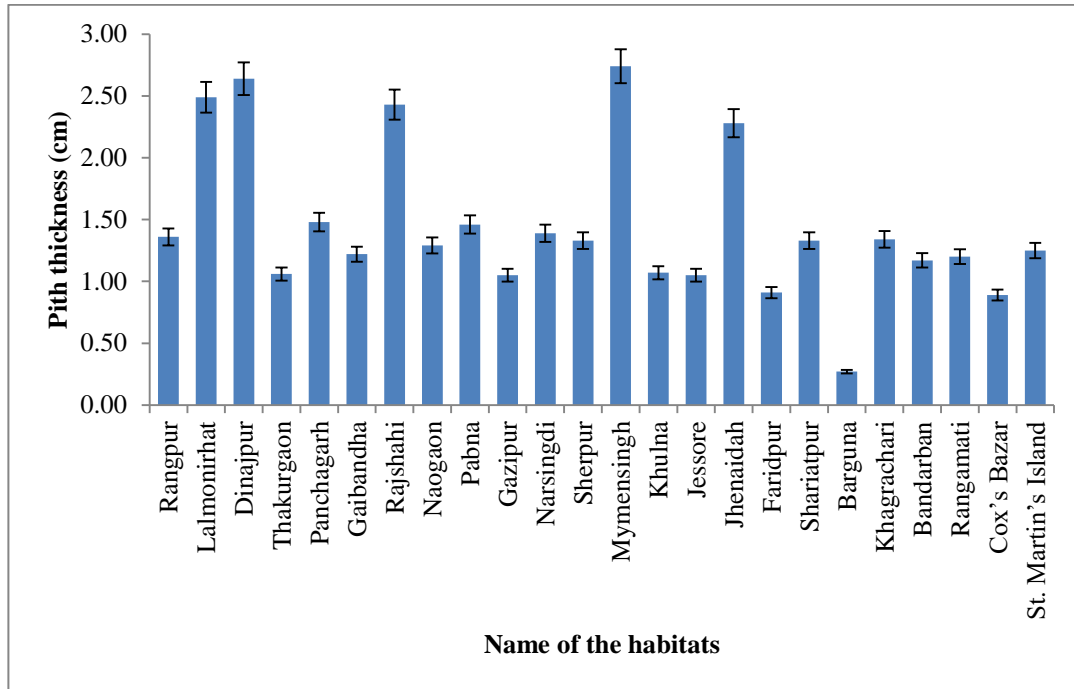 Pith thickness (cm)
3.00
2.50
2.00
1.50
1.00
0.50
0.00
Rangpur
Lalmonirhat
Dinajpur
Thakurgaon
Panchagarh
Gaibandha
Rajshahi
Naogaon
Pabna
Gazipur
Narsingdi
Sherpur
Mymensingh
Khulna
Jessore
Jhenaidah
Faridpur
Shariatpur
Barguna
Khagrachari
Bandarban
Rangamati
Cox’s Bazar
St. Martin’s Island
Name of the habitats